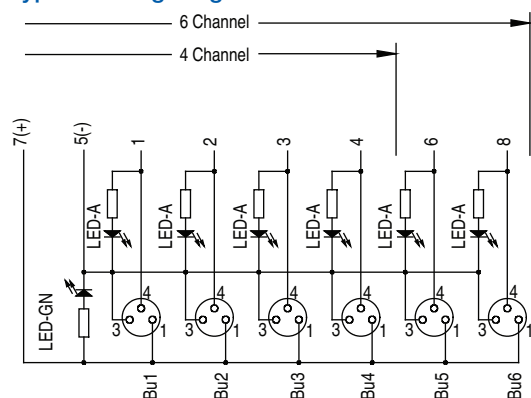 6 Channel
4 Channel
7(+)
5(-)
1
2
3
4
6
8
LED-A
LED-A
LED-A
LED-A
LED-A
LED-A
LED-GN
4
3
1
4
3
1
4
3
1
4
3
1
4
3
1
4
3
1
Bu1
Bu2
Bu3
Bu4
Bu5
Bu6